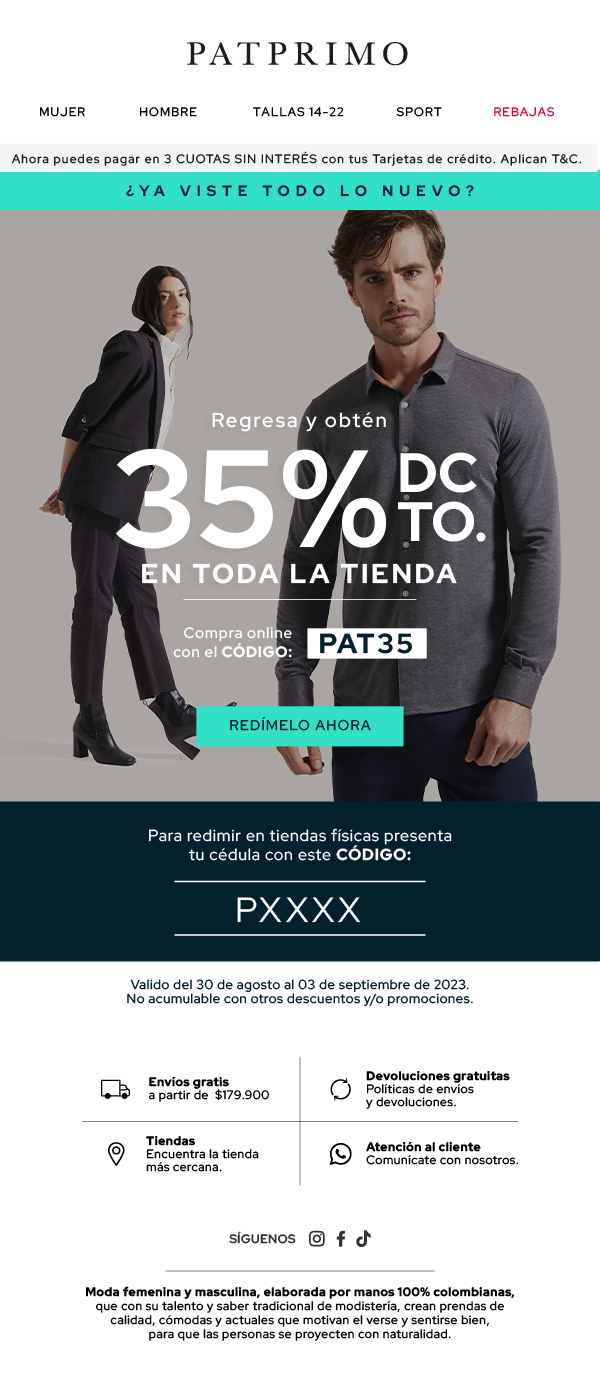 PATPRIMO
MUJER HOMBRE TALLAS 14-22 SPORT REBAJAS
Ahora puedes pagar en 3 CUOTAS SIN INTERÉS con tus Tarjetas de crédito. Aplican T&C.
¿YA VISTE TODO LO NUEVO?
Regresa y obtén
35% DC
TO.
EN TODA LA TIENDA
Compra online
con el CÓDIGO: PAT35
REDÍMELO AHORA
Para redimir en tiendas físicas presenta
tu cédula con este CÓDIGO:
PXXXX
Valido del 30 de agosto al 03 de septiembre de 2023.
No acumulable con otros descuentos y/o promociones.
Envíos gratis
a partir de $179.900
Devoluciones gratuitas
Políticas de envíos
y devoluciones.
Tiendas
Encuentra la tienda
más cercana.
Atención al cliente
Comunícate con nosotros.
SÍGUENOS
Moda femenina y masculina, elaborada por manos 100% colombianas,
que con su talento y saber tradicional de modistería, crean prendas de
calidad, cómodas y actuales que motivan el verse y sentirse bien,
para que las personas se proyecten con naturalidad.